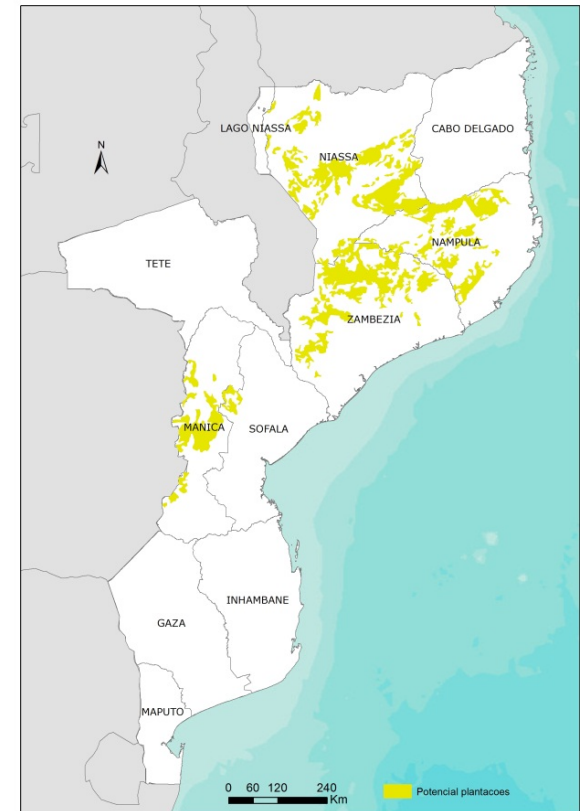 LAGO NIASSA
CABO DELGADO
N
NIASSA
NAMPULA
TETE
ZAMBEZIA
MANICA
SOFALA
INHAMBANE
GAZA
MAPUTO
0 60 120 240
Km
Potencial plantacoes